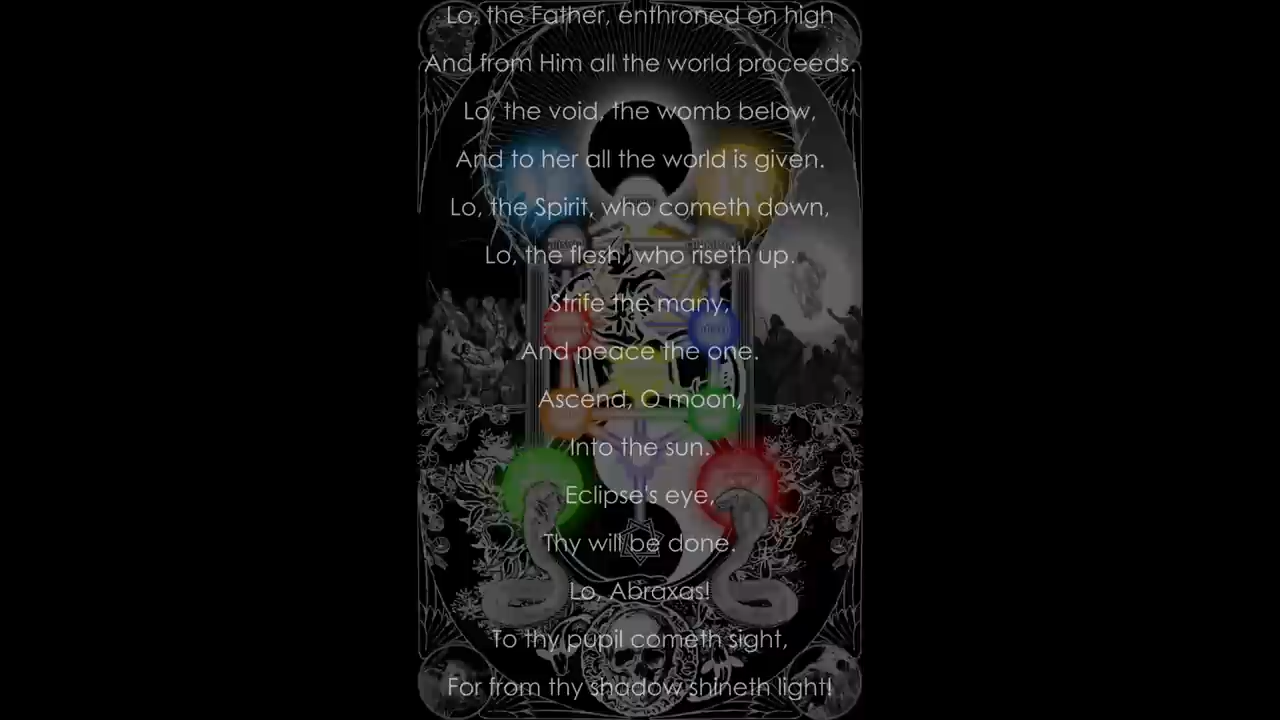 Lo, the Father, enthroned on high
And from Him all the world proceeds.
Lo, the void, the womb below,
And to her all the world is given.
Lo, the Spirit, who cometh down,
Lo, the flesh, who riseth up.
Strife the many,
And peace the one.
Ascend, O moon,
Into the sun.
Eclipse's eye,
Thy will be done.
Lo, Abraxas!
To thy pupil cometh sight,
For from thy shadow shineth light!